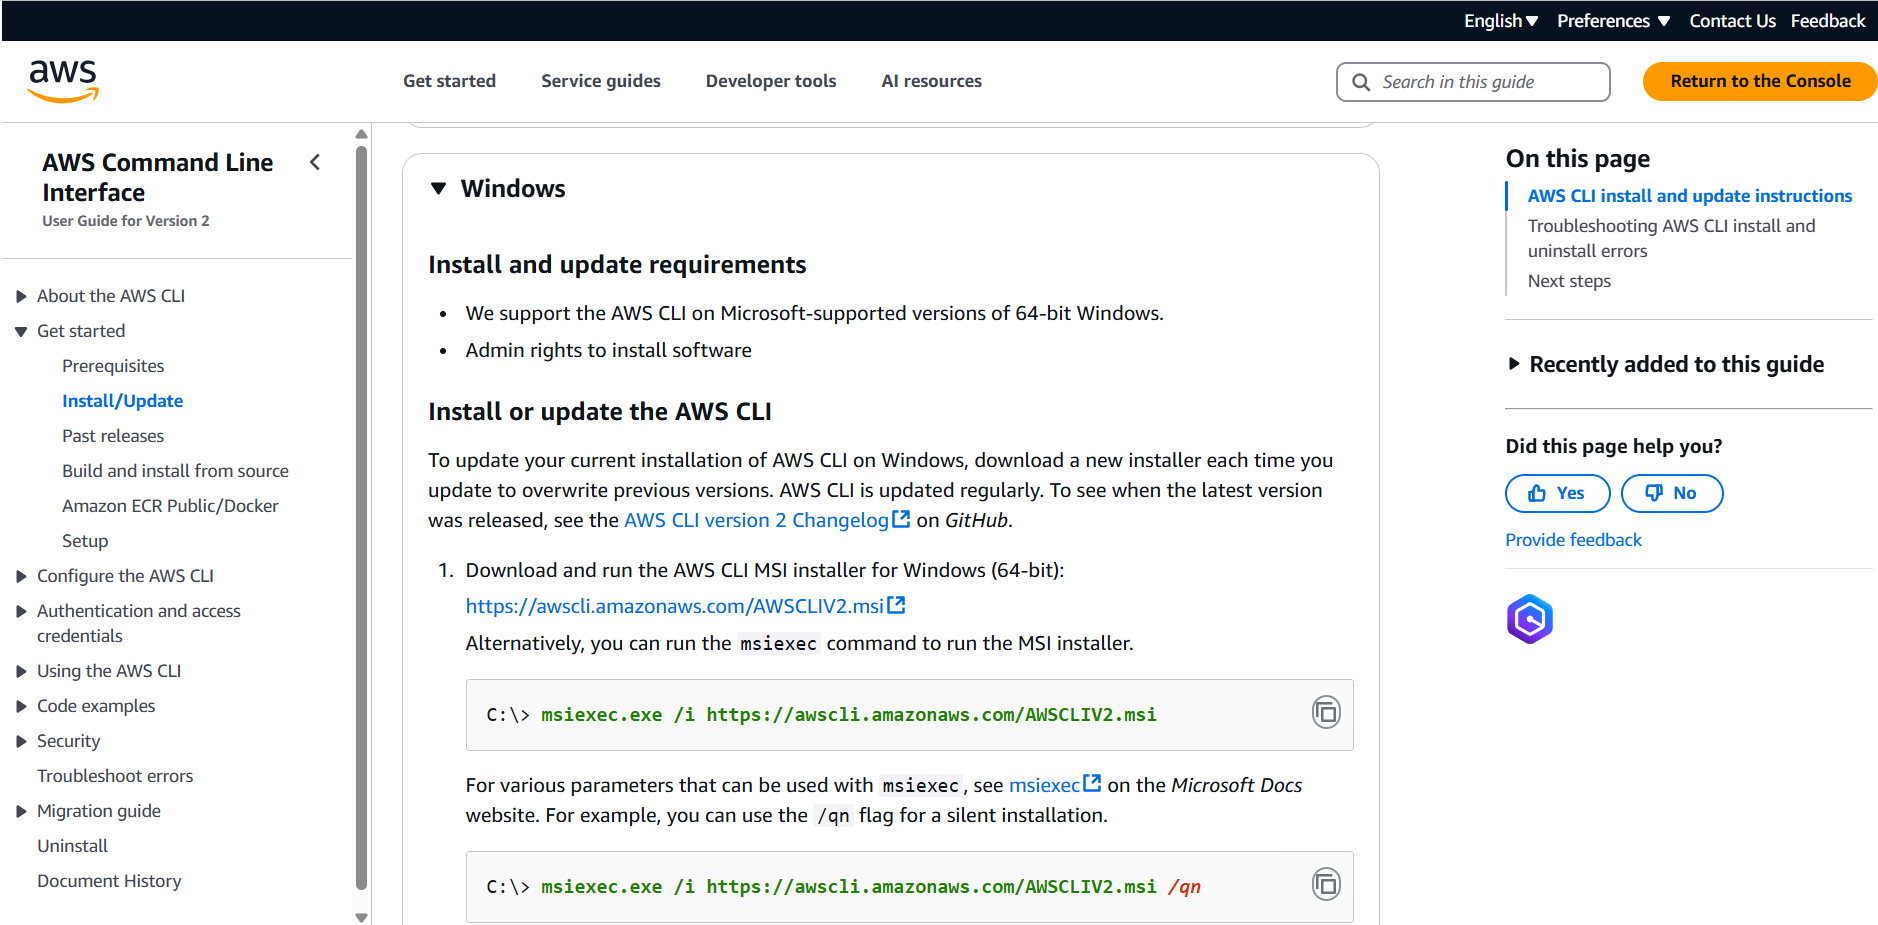 English Preferences Contact Us Feedback
aws
Get started Service guides Developer tools AI resources
Search in this guide
Return to the Console
AWS Command Line
Interface
User Guide for Version 2
About the AWS CLI
Get started
Prerequisites
Install/Update
Past releases
Build and install from source
Amazon ECR Public/Docker
Setup
Configure the AWS CLI
Authentication and access
credentials
Using the AWS CLI
Code examples
Security
Troubleshoot errors
Migration guide
Uninstall
Document History
Windows
Install and update requirements
• We support the AWS CLI on Microsoft-supported versions of 64-bit Windows.
• Admin rights to install software
Install or update the AWS CLI
To update your current installation of AWS CLI on Windows, download a new installer each time you
update to overwrite previous versions. AWS CLI is updated regularly. To see when the latest version
was released, see the AWS CLI version 2 Changelog on GitHub.
1. Download and run the AWS CLI MSI installer for Windows (64-bit):
https://awscli.amazonaws.com/AWSCLIV2.msi
Alternatively, you can run the msiexec command to run the MSI installer.
C:\> msiexec.exe /i https://awscli.amazonaws.com/AWSCLIV2.msi
For various parameters that can be used with msiexec, see msiexec on the Microsoft Docs
website. For example, you can use the /qn flag for a silent installation.
C:\> msiexec.exe /i https://awscli.amazonaws.com/AWSCLIV2.msi /qn
On this page
AWS CLI install and update instructions
Troubleshooting AWS CLI install and
uninstall errors
Next steps
Recently added to this guide
Did this page help you?
Yes No
Provide feedback